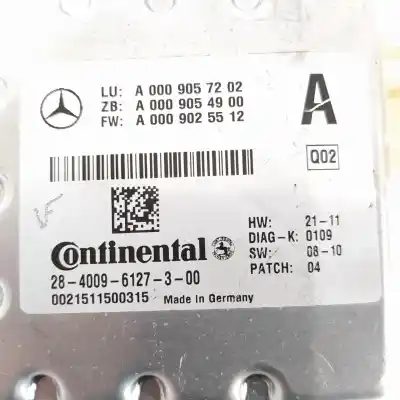 LU: A 000 905 72 02
ZB: A 000 905 49 00
FW: A 000 902 55 12
A
Q02
Continental
HW: 21-11
DIAG-K: 0109
SW: 08-10
PATCH: 04
28-4009-6127-3-00
0021511500315 Made in Germany